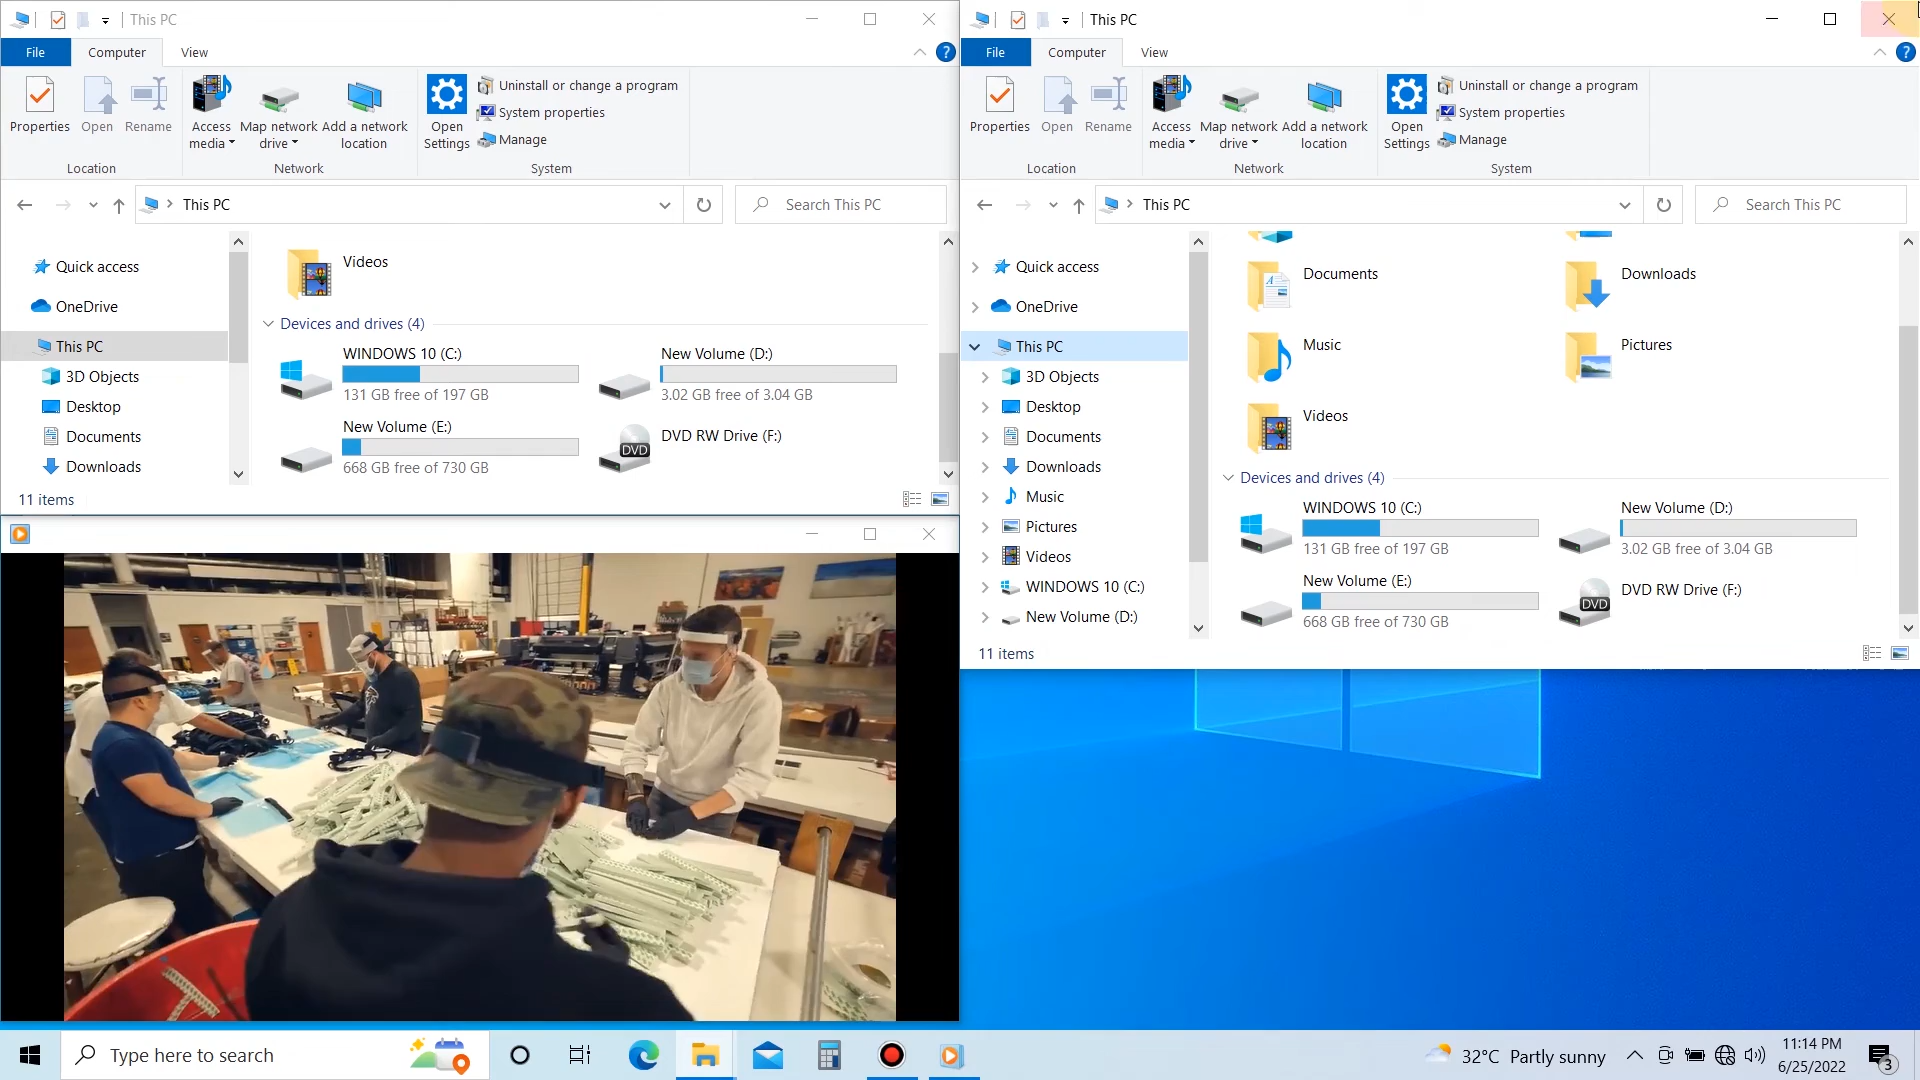 This PC
File
Computer
View
Properties
Open
Rename
Access
media
Map network
drive
Add a network
location
Open
Settings
Uninstall or change a program
System properties
Manage
Location
Network
System
This PC
Search This PC
Quick access
OneDrive
This PC
3D Objects
Desktop
Documents
Downloads
Videos
Devices and drives (4)
WINDOWS 10 (C:)
131 GB free of 197 GB
New Volume (D:)
3.02 GB free of 3.04 GB
New Volume (E:)
668 GB free of 730 GB
DVD
DVD RW Drive (F:)
11 items
This PC
File
Computer
View
Properties
Open
Rename
Access
media
Map network
drive
Add a network
location
Open
Settings
Uninstall or change a program
System properties
Manage
Location
Network
System
This PC
Search This PC
Quick access
OneDrive
This PC
3D Objects
Desktop
Documents
Downloads
Music
Pictures
Videos
WINDOWS 10 (C:)
New Volume (D:)
Documents
Downloads
Music
Pictures
Videos
Devices and drives (4)
WINDOWS 10 (C:)
131 GB free of 197 GB
New Volume (D:)
3.02 GB free of 3.04 GB
New Volume (E:)
668 GB free of 730 GB
DVD
DVD RW Drive (F:)
11 items
Type here to search
32°C Partly sunny
11:14 PM
6/25/2022
3